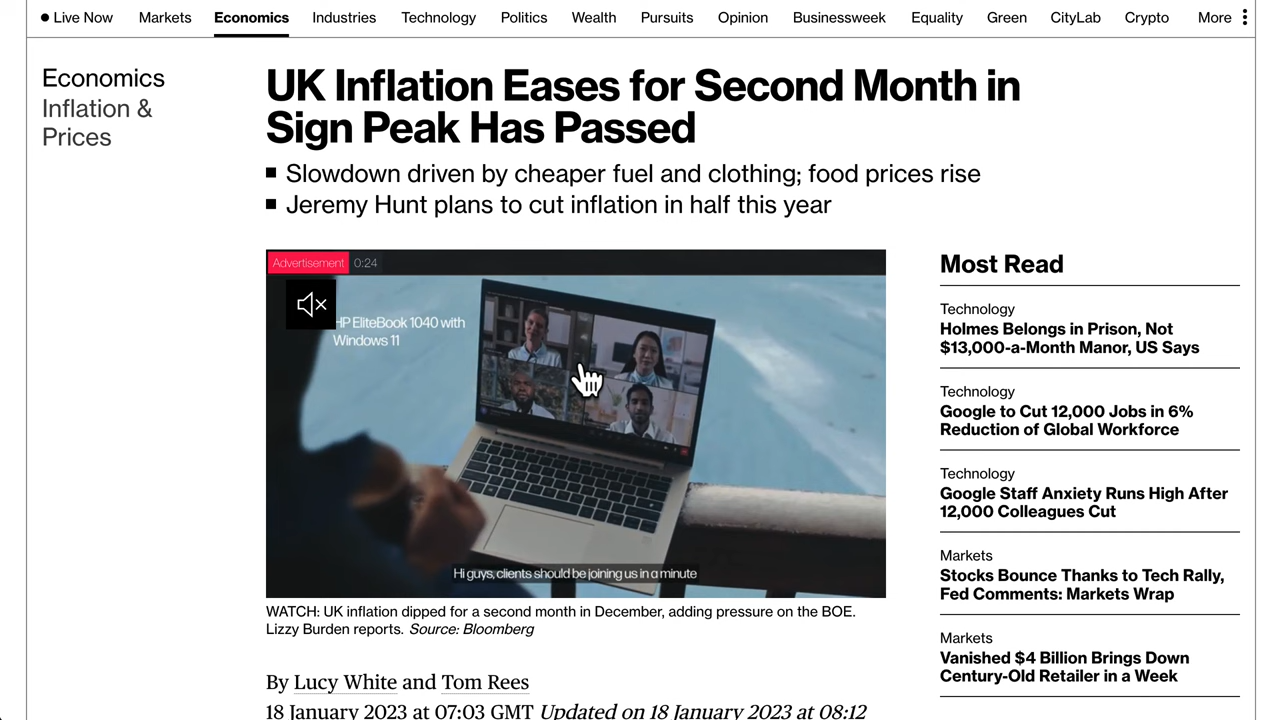 Live Now Markets Economics Industries Technology Politics Wealth Pursuits Opinion Businessweek Equality Green CityLab Crypto More
Economics
Inflation &
Prices
UK Inflation Eases for Second Month in
Sign Peak Has Passed
Slowdown driven by cheaper fuel and clothing; food prices rise
Jeremy Hunt plans to cut inflation in half this year
Advertisement 0:24
HP EliteBook 1040 with
Windows 11
Hi guys, clients should be joining us in a minute
WATCH: UK inflation dipped for a second month in December, adding pressure on the BOE.
Lizzy Burden reports. Source: Bloomberg
By Lucy White and Tom Rees
18 January 2023 at 07:03 GMT Updated on 18 January 2023 at 08:12
Most Read
Technology
Holmes Belongs in Prison, Not
$13,000-a-Month Manor, US Says
Technology
Google to Cut 12,000 Jobs in 6%
Reduction of Global Workforce
Technology
Google Staff Anxiety Runs High After
12,000 Colleagues Cut
Markets
Stocks Bounce Thanks to Tech Rally,
Fed Comments: Markets Wrap
Markets
Vanished $4 Billion Brings Down
Century-Old Retailer in a Week